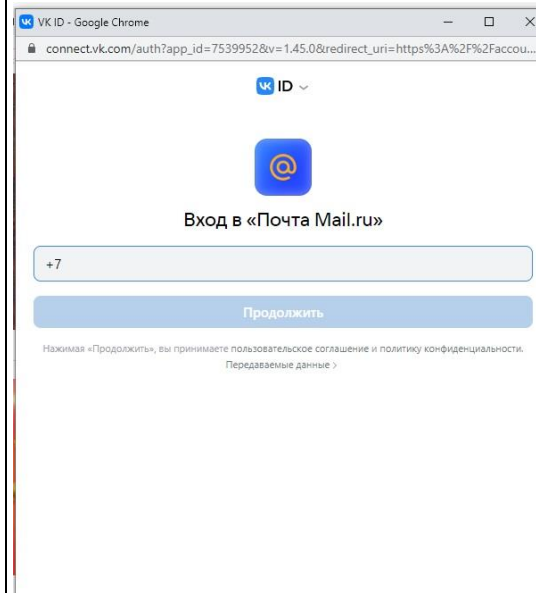 VK ID - Google Chrome
connect.vk.com/auth?app_id=7539952&v=1.45.0&redirect_uri=https%3A%2F%2Faccou...
VK ID
Вход в «Почта Mail.ru»
+7
Продолжить
Нажимая «Продолжить», вы принимаете пользовательское соглашение и политику конфиденциальности.
Передаваемые данные >